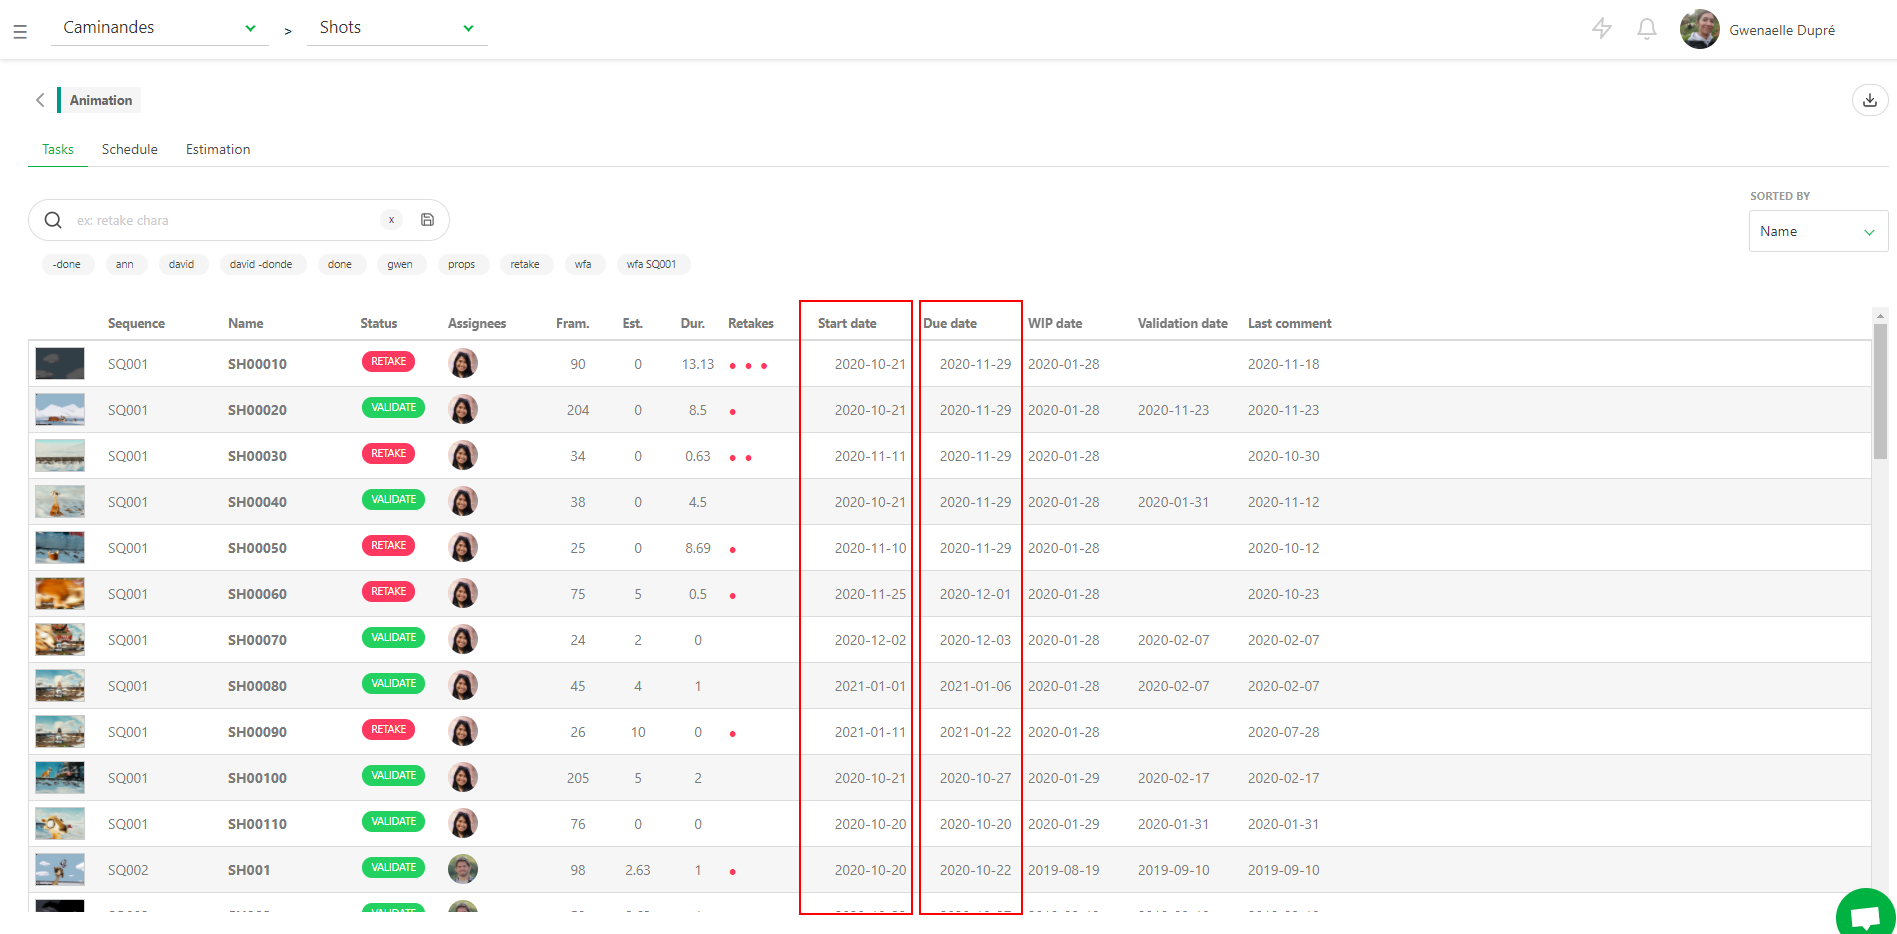 Caminandes > Shots Gwenaelle Dupré
Animation
Tasks Schedule Estimation
SORTED BY
ex: retake chara x
Name
-done ann david david -donde done gwen props retake wfa wfa SQ001
Sequence Name Status Assignees Fram. Est. Dur. Retakes Start date Due date WIP date Validation date Last comment
SQ001 SH00010 RETAKE 90 0 13.13 2020-10-21 2020-11-29 2020-01-28 2020-11-18
SQ001 SH00020 VALIDATE 204 0 8.5 2020-10-21 2020-11-29 2020-01-28 2020-11-23 2020-11-23
SQ001 SH00030 RETAKE 34 0 0.63 2020-11-11 2020-11-29 2020-01-28 2020-10-30
SQ001 SH00040 VALIDATE 38 0 4.5 2020-10-21 2020-11-29 2020-01-28 2020-01-31 2020-11-12
SQ001 SH00050 RETAKE 25 0 8.69 2020-11-10 2020-11-29 2020-01-28 2020-10-12
SQ001 SH00060 RETAKE 75 5 0.5 2020-11-25 2020-12-01 2020-01-28 2020-10-23
SQ001 SH00070 VALIDATE 24 2 0 2020-12-02 2020-12-03 2020-01-28 2020-02-07 2020-02-07
SQ001 SH00080 VALIDATE 45 4 1 2021-01-01 2021-01-06 2020-01-28 2020-02-07 2020-02-07
SQ001 SH00090 RETAKE 26 10 0 2021-01-11 2021-01-22 2020-01-28 2020-07-28
SQ001 SH00100 VALIDATE 205 5 2 2020-10-21 2020-10-27 2020-01-29 2020-02-17 2020-02-17
SQ001 SH00110 VALIDATE 76 0 0 2020-10-20 2020-10-20 2020-01-29 2020-01-31 2020-01-31
SQ002 SH001 VALIDATE 98 2.63 1 2020-10-20 2020-10-22 2019-08-19 2019-09-10 2019-09-10
VALIDATE